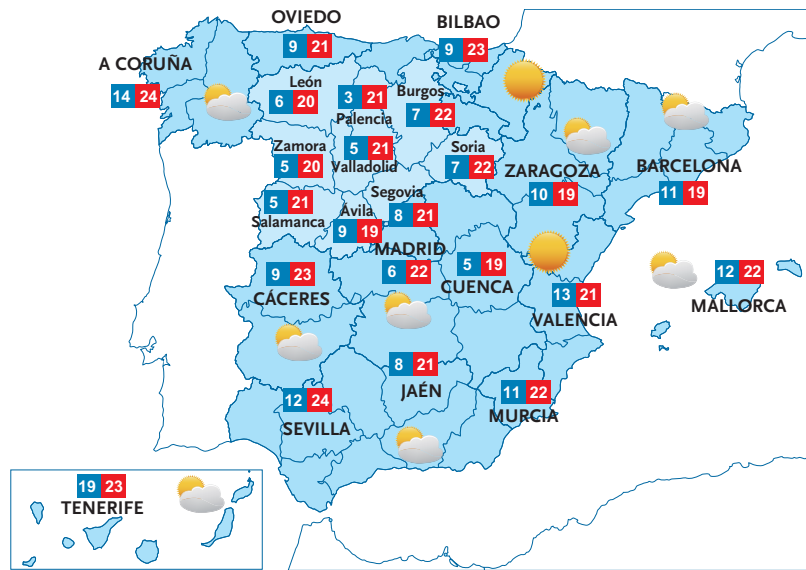 OVIEDO
9 21
BILBAO
9 23
A CORUÑA
14 24
León
6 20
3 21
Palencia
Burgos
7 22
Zamora
5 20
5 21
Valladolid
Soria
7 22
ZARAGOZA
10 19
BARCELONA
11 19
5 21
Salamanca
Ávila
9 19
Segovia
8 21
MADRID
6 22
5 19
CUENCA
9 23
CÁCERES
13 21
VALENCIA
12 22
MALLORCA
8 21
JAÉN
12 24
SEVILLA
11 22
MURCIA
19 23
TENERIFE